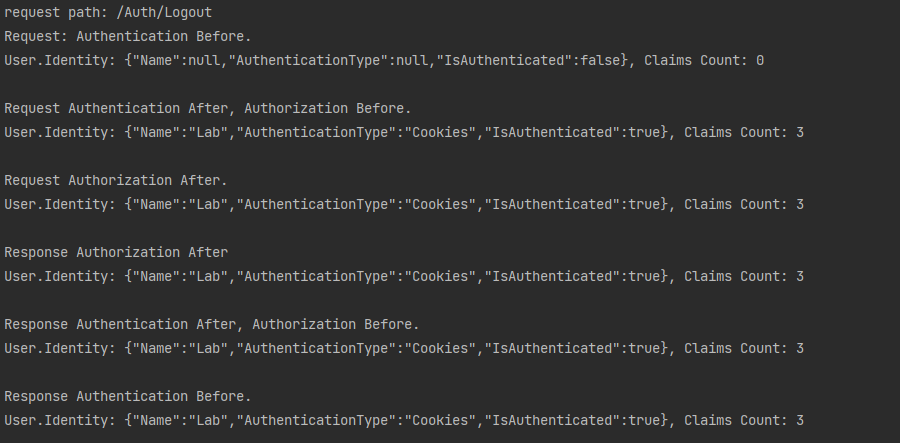 request path: /Auth/Logout
Request: Authentication Before.
User.Identity: {"Name":null,"AuthenticationType":null,"IsAuthenticated":false}, Claims Count: 0
Request Authentication After, Authorization Before.
User.Identity: {"Name":"Lab","AuthenticationType":"Cookies","IsAuthenticated":true}, Claims Count: 3
Request Authorization After.
User.Identity: {"Name":"Lab","AuthenticationType":"Cookies","IsAuthenticated":true}, Claims Count: 3
Response Authorization After
User.Identity: {"Name":"Lab","AuthenticationType":"Cookies","IsAuthenticated":true}, Claims Count: 3
Response Authentication After, Authorization Before.
User.Identity: {"Name":"Lab","AuthenticationType":"Cookies","IsAuthenticated":true}, Claims Count: 3
Response Authentication Before.
User.Identity: {"Name":"Lab","AuthenticationType":"Cookies","IsAuthenticated":true}, Claims Count: 3